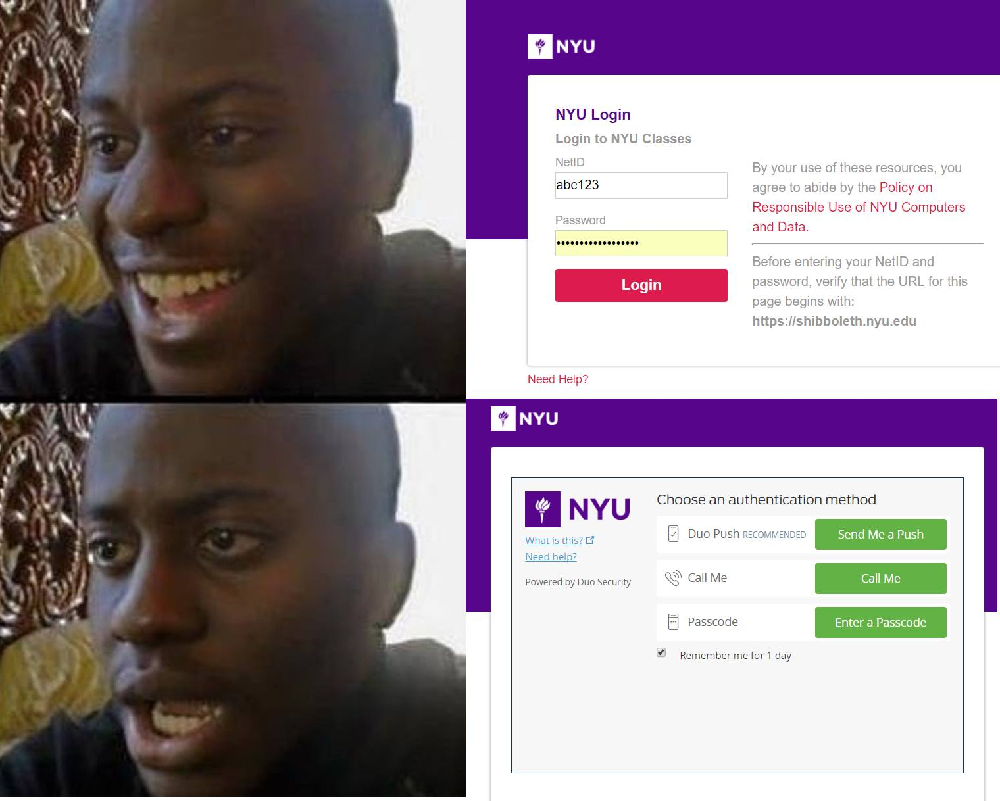 NYU
NYU Login
Login to NYU Classes
NetID
abc123
Password
••••••••••••••••••
Login
By your use of these resources, you
agree to abide by the Policy on
Responsible Use of NYU Computers
and Data.
Before entering your NetID and
password, verify that the URL for this
page begins with:
https://shibboleth.nyu.edu
Need Help?
NYU
NYU
What is this?
Need help?
Powered by Duo Security
Choose an authentication method
Duo Push RECOMMENDED
Send Me a Push
Call Me
Call Me
Passcode
Enter a Passcode
Remember me for 1 day